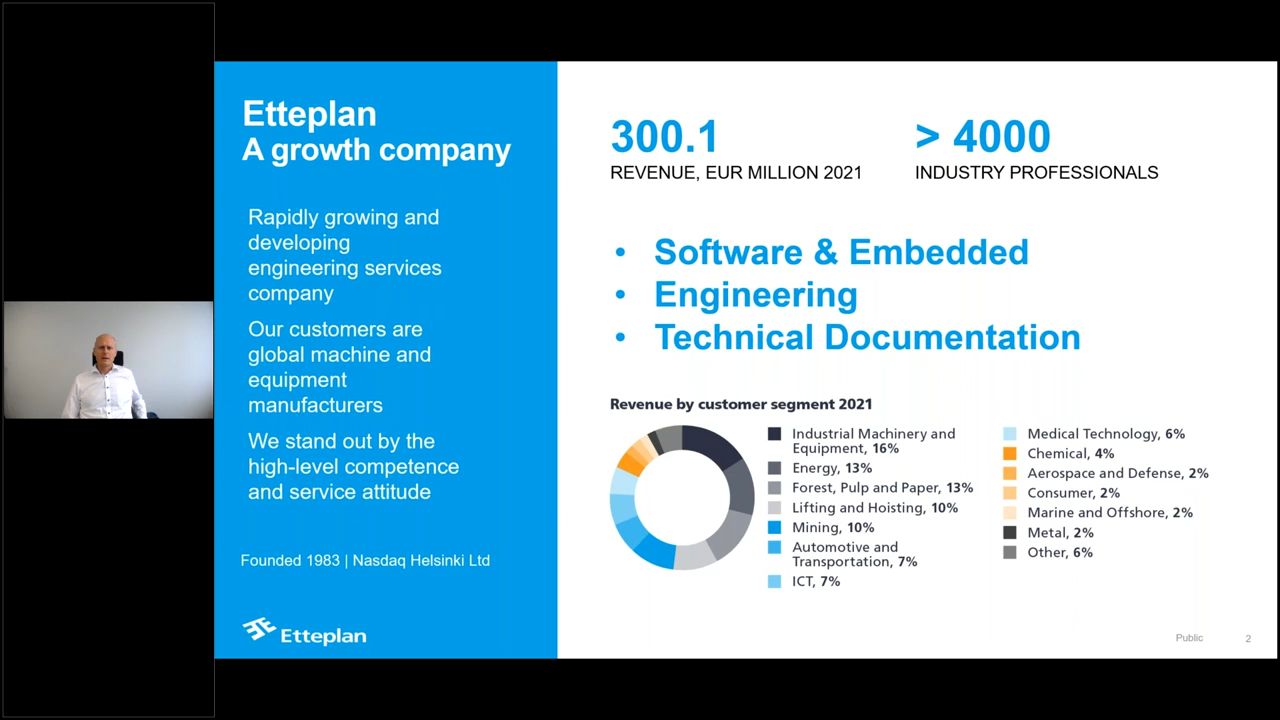 Etteplan
A growth company
Rapidly growing and
developing
engineering services
company
Our customers are
global machine and
equipment
manufacturers
We stand out by the
high-level competence
and service attitude
Founded 1983 | Nasdaq Helsinki Ltd
Etteplan
300.1
REVENUE, EUR MILLION 2021
> 4000
INDUSTRY PROFESSIONALS
• Software & Embedded
• Engineering
• Technical Documentation
Revenue by customer segment 2021
Industrial Machinery and
Equipment, 16%
Energy, 13%
Forest, Pulp and Paper, 13%
Lifting and Hoisting, 10%
Mining, 10%
Automotive and
Transportation, 7%
ICT, 7%
Medical Technology, 6%
Chemical, 4%
Aerospace and Defense, 2%
Consumer, 2%
Marine and Offshore, 2%
Metal, 2%
Other, 6%
Public 2